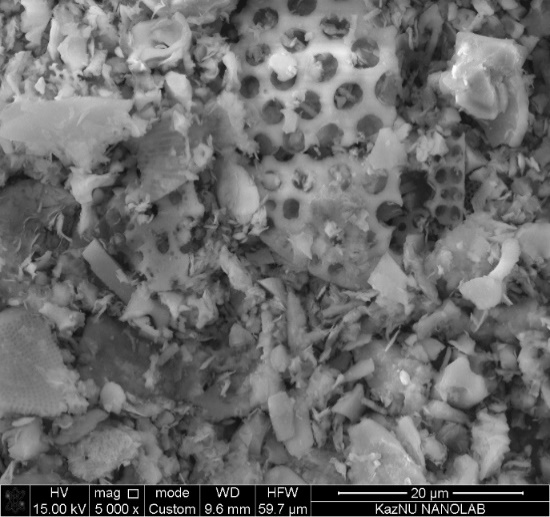 HV mag □ mode WD HFW 20 µm
15.00 kV 5 000 x Custom 9.6 mm 59.7 µm KazNU NANOLAB